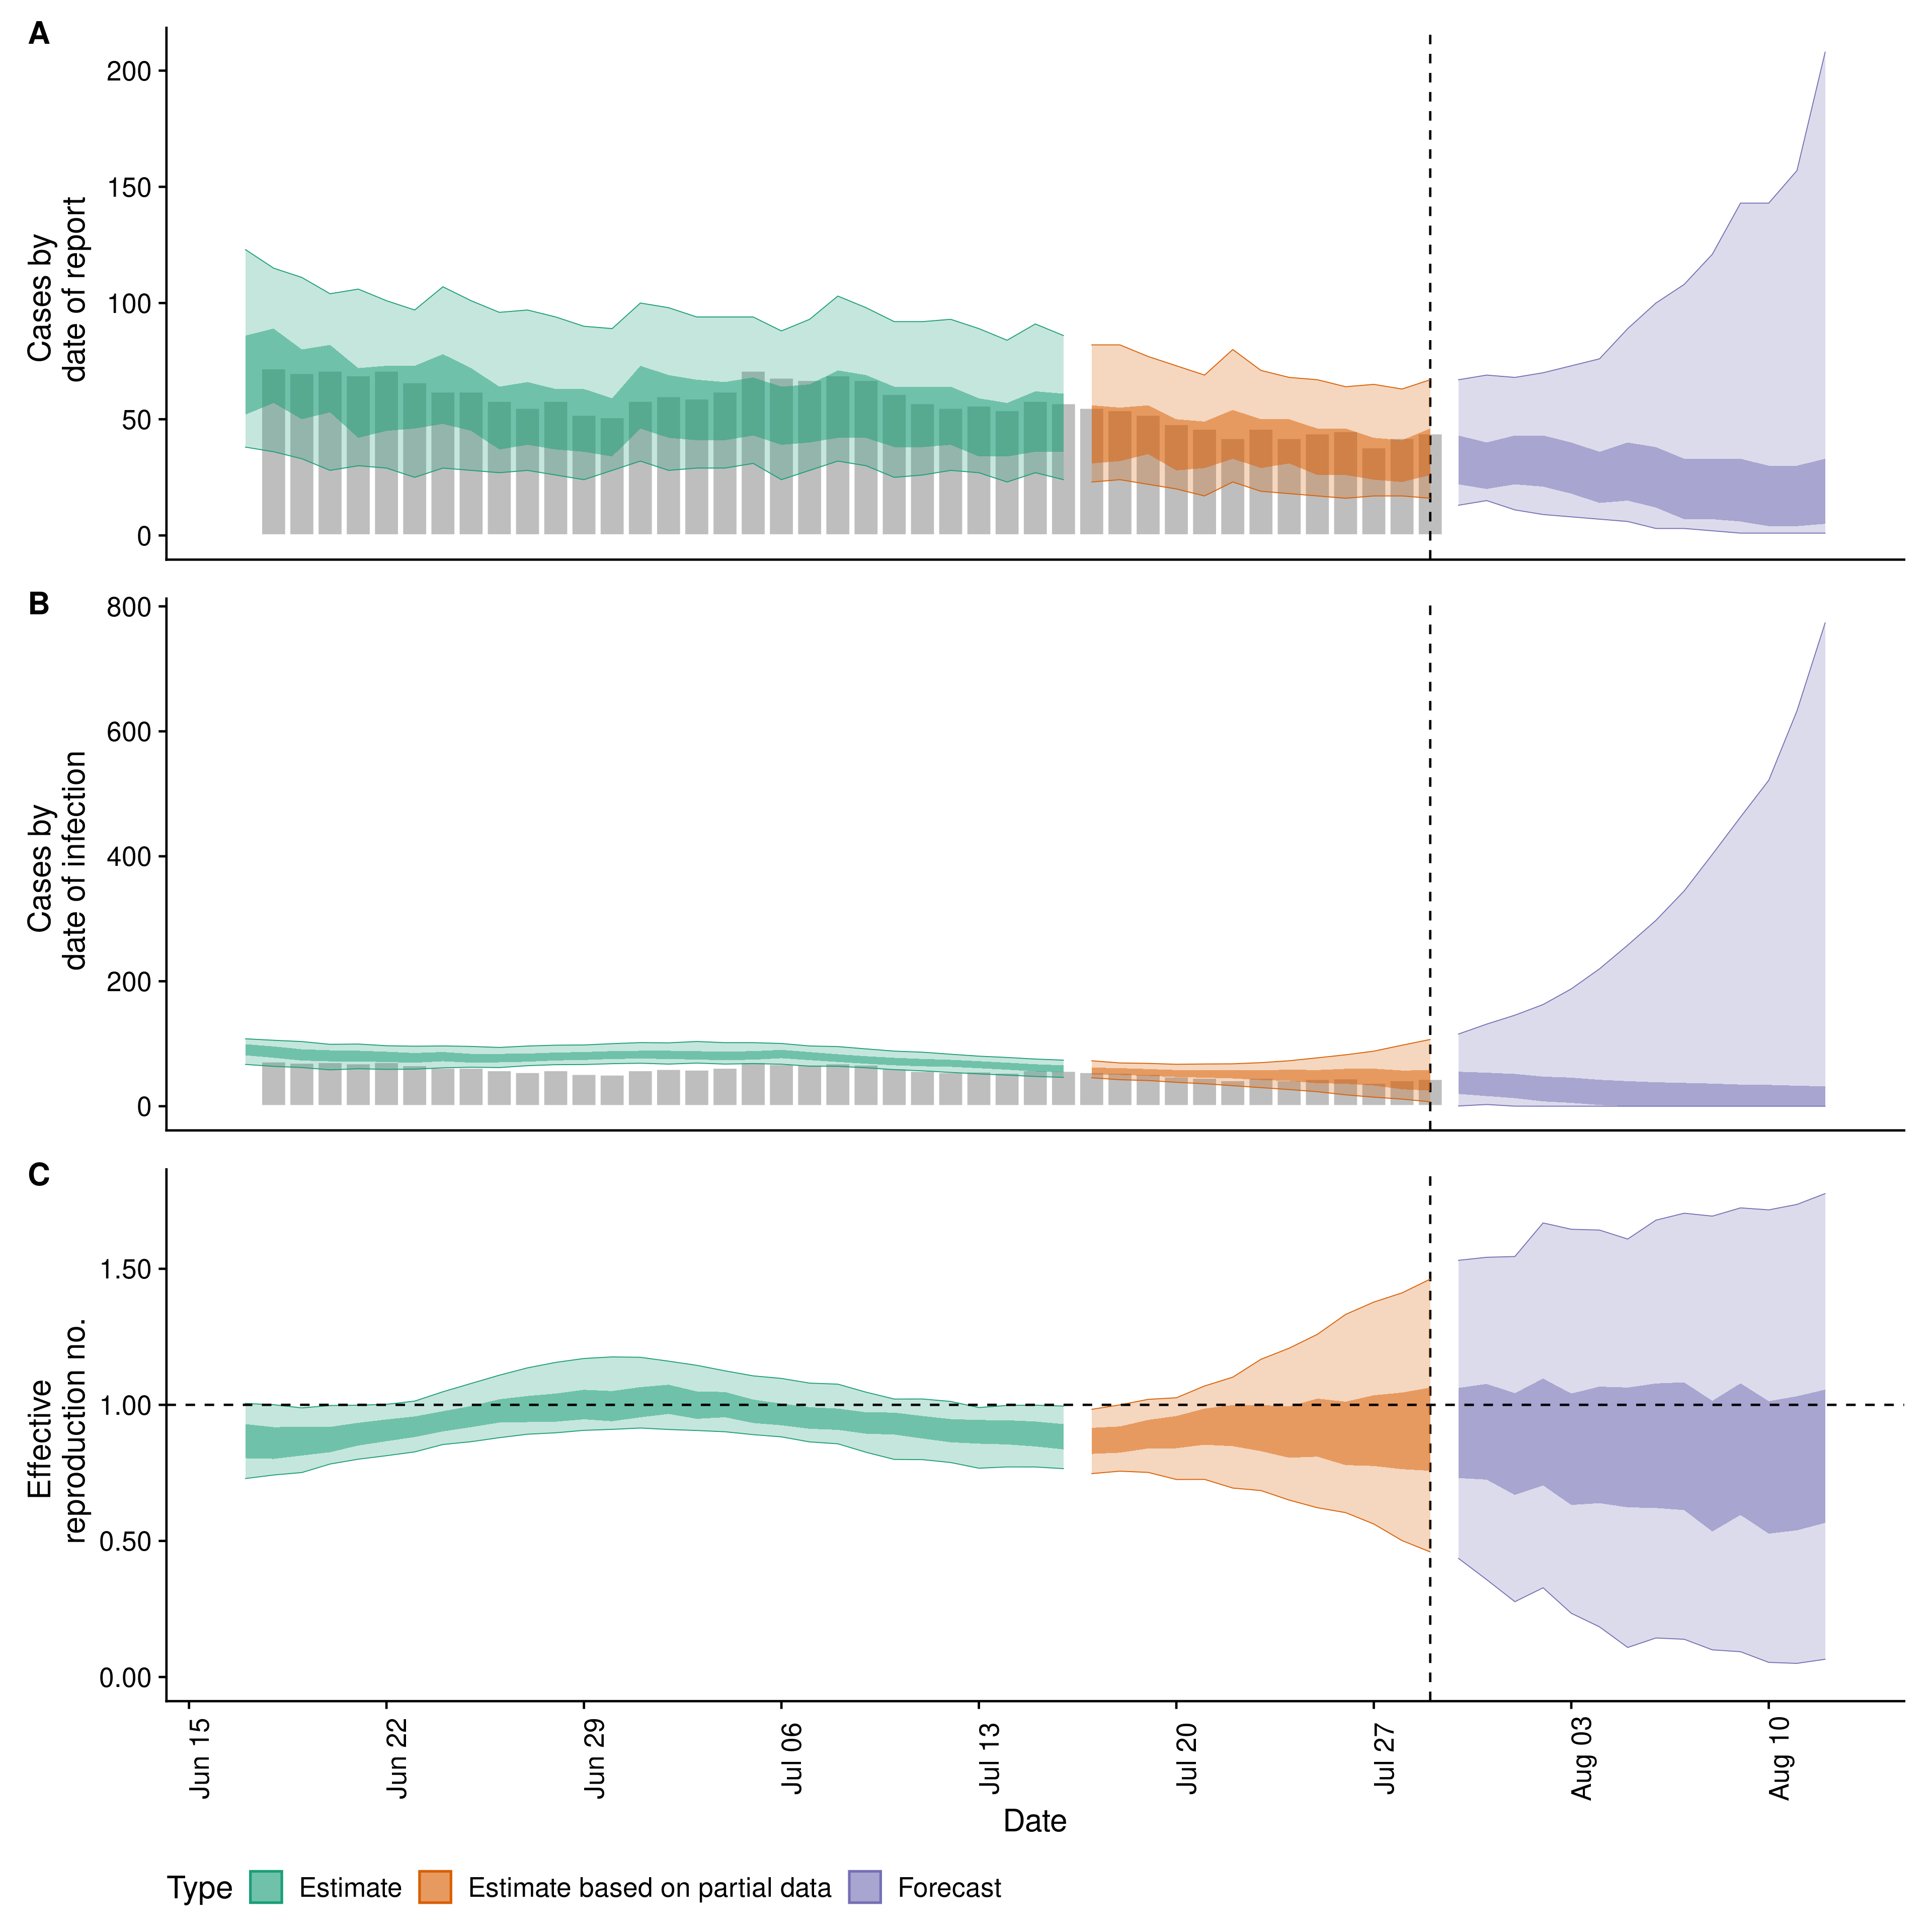 A
Cases by
date of report
200
150
100
50
0
B
Cases by
date of infection
800
600
400
200
0
C
Effective
reproduction no.
1.50
1.00
0.50
0.00
Jun 15
Jun 22
Jun 29
Jul 06
Jul 13
Jul 20
Jul 27
Aug 03
Aug 10
Date
Type Estimate Estimate based on partial data Forecast